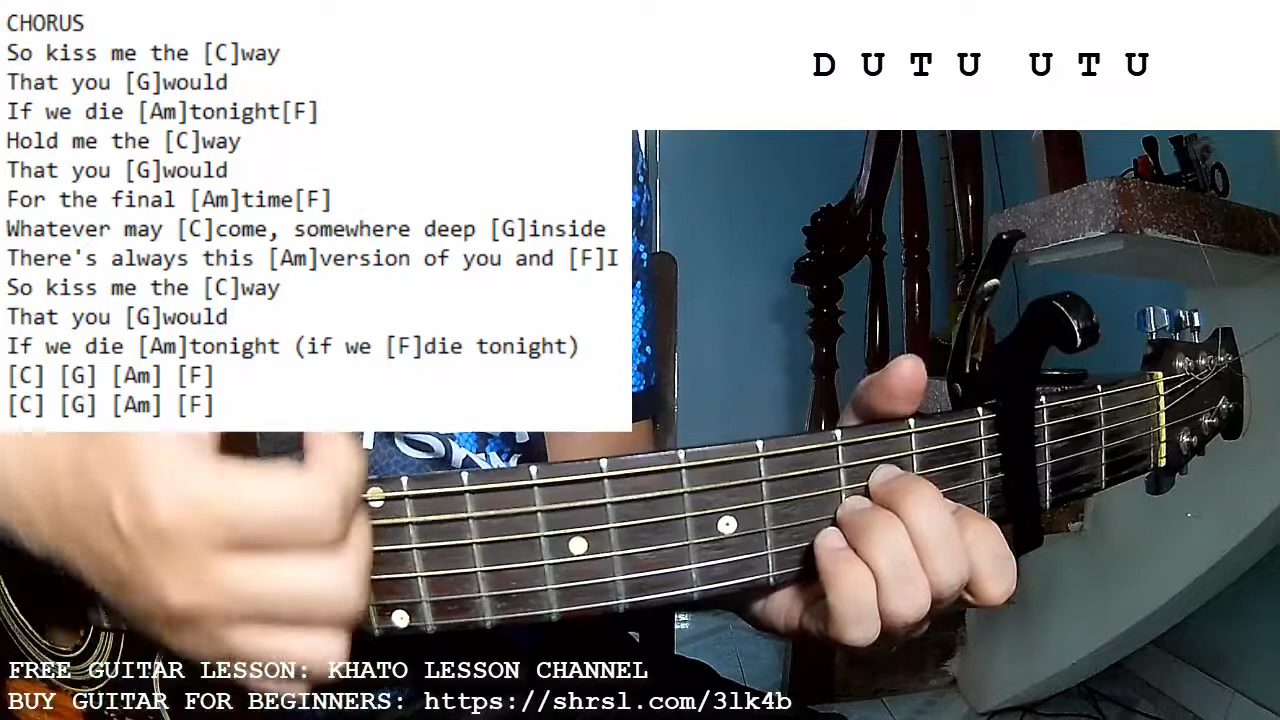 CHORUS
So kiss me the [C]way
That you [G]would
If we die [Am]tonight[F]
Hold me the [C]way
That you [G]would
For the final [Am]time[F]
Whatever may [C]come, somewhere deep [G]inside
There's always this [Am]version of you and [F]I
So kiss me the [C]way
That you [G]would
If we die [Am]tonight (if we [F]die tonight)
[C] [G] [Am] [F]
[C] [G] [Am] [F]
D U T U  U T U
FREE GUITAR LESSON: KHATO LESSON CHANNEL
BUY GUITAR FOR BEGINNERS: https://shrsl.com/3lk4b